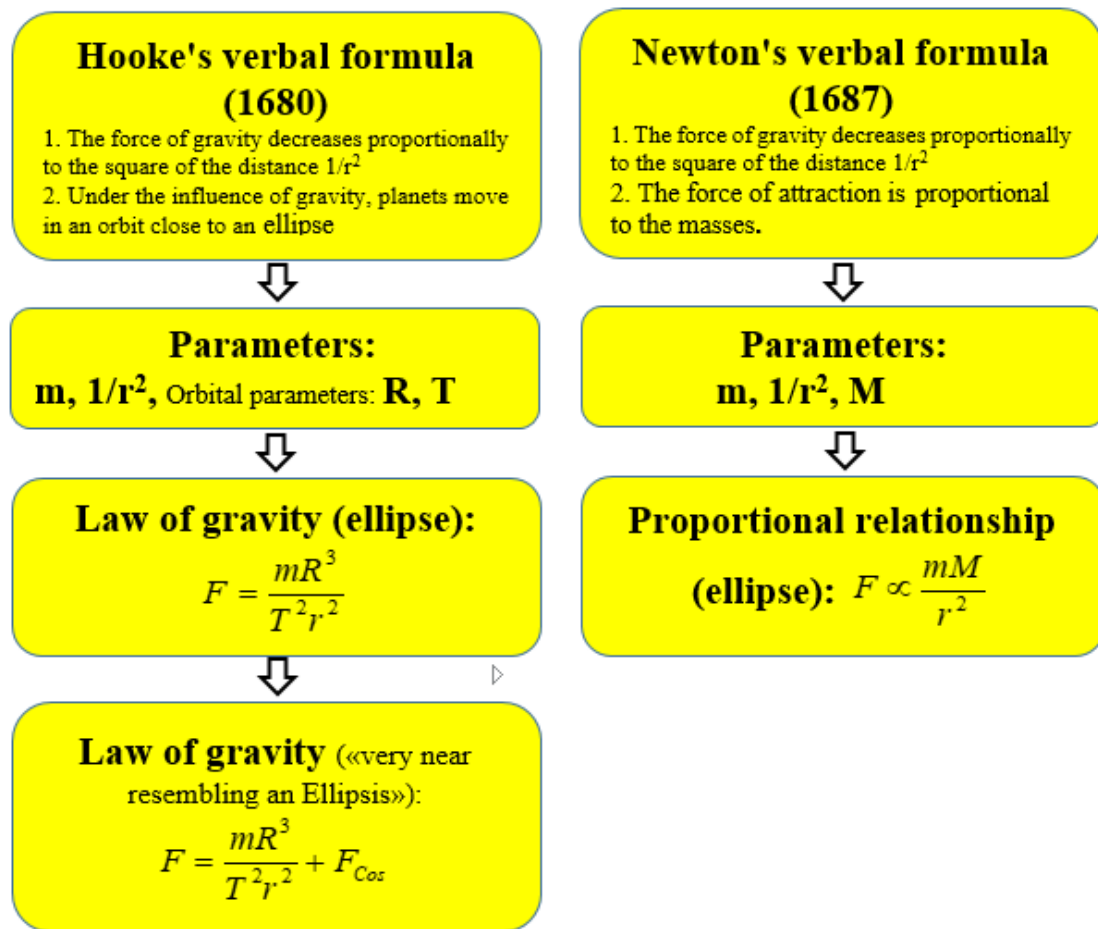 Hooke's verbal formula
(1680)
1. The force of gravity decreases proportionally
to the square of the distance 1/r²
2. Under the influence of gravity, planets move
in an orbit close to an ellipse
Parameters:
m, 1/r², Orbital parameters: R, T
Law of gravity (ellipse):
F = mR³ / T²r²
Law of gravity («very near
resembling an Ellipsis»):
F = mR³ / T²r² + F_Cos
Newton's verbal formula
(1687)
1. The force of gravity decreases proportionally
to the square of the distance 1/r²
2. The force of attraction is proportional
to the masses.
Parameters:
m, 1/r², M
Proportional relationship
(ellipse): F ∝ mM / r²